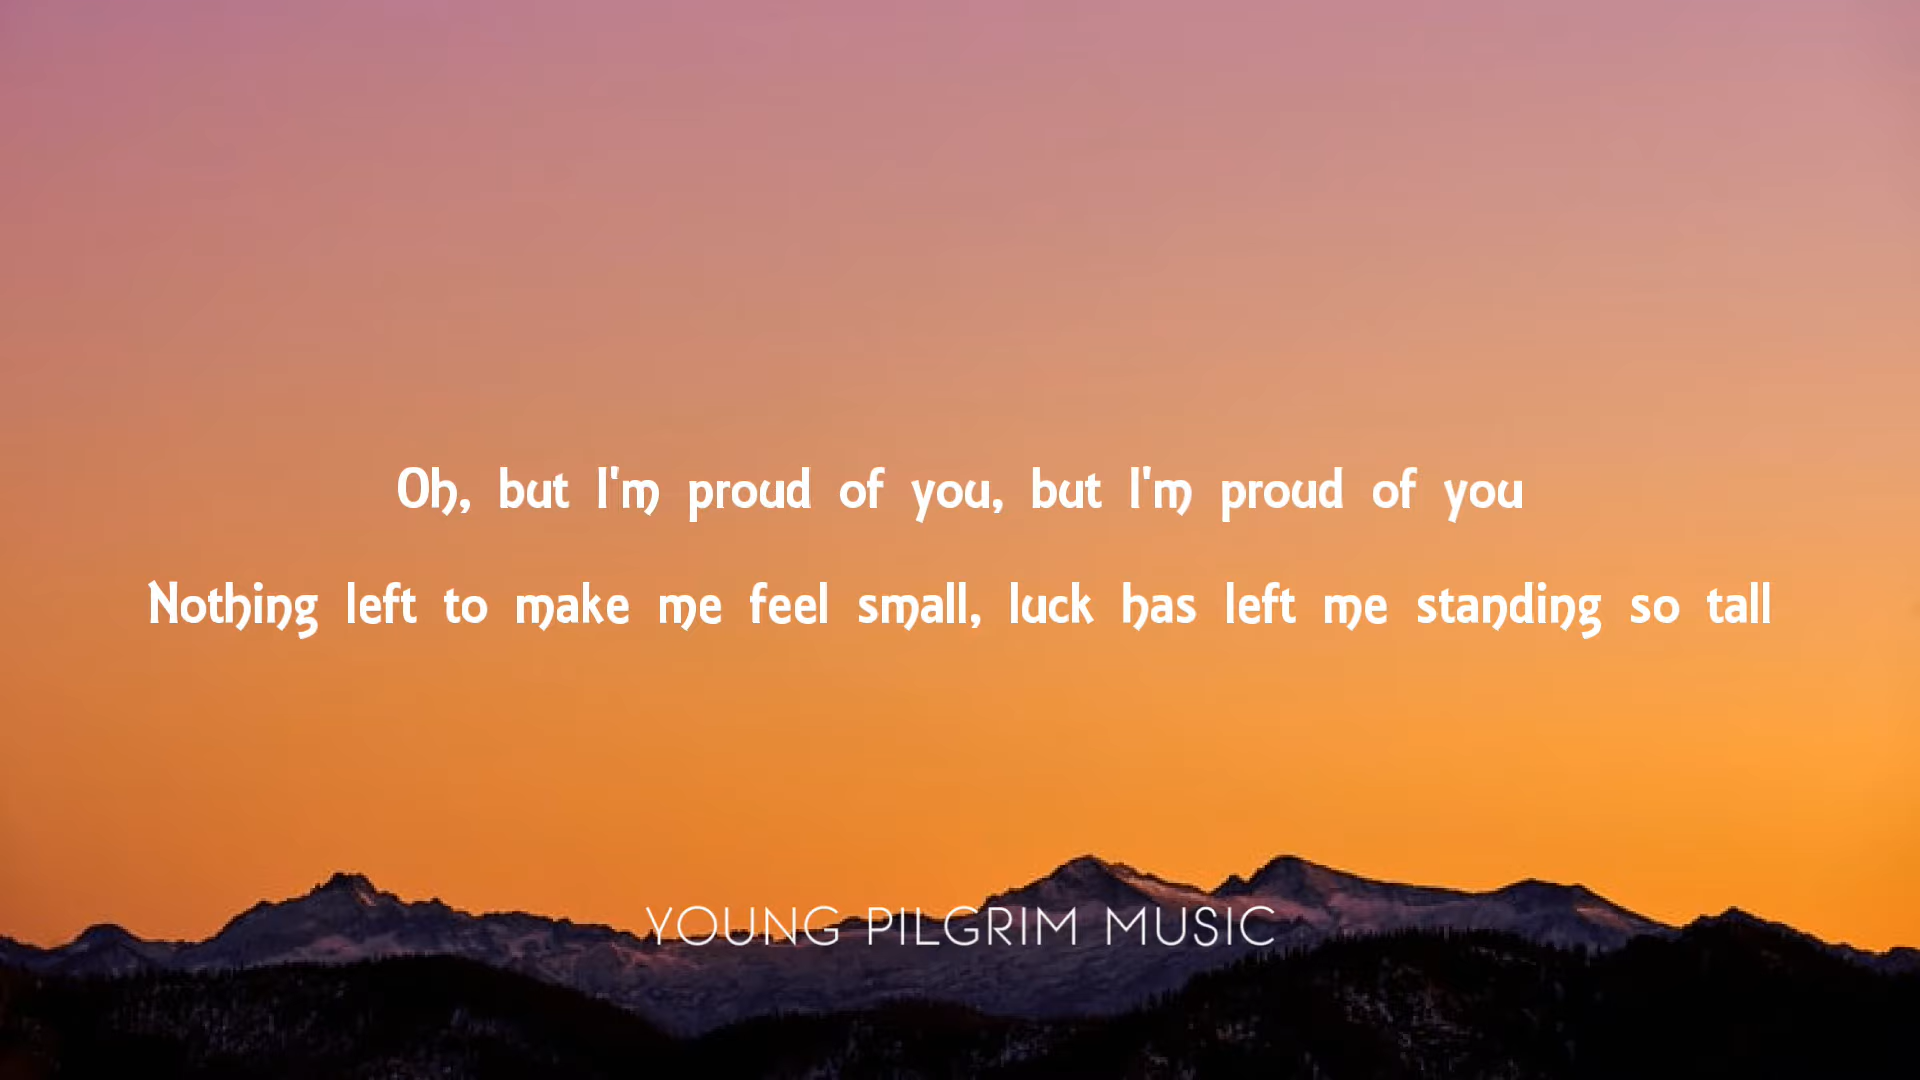 Oh, but I'm proud of you, but I'm proud of you
Nothing left to make me feel small, luck has left me standing so tall
YOUNG PILGRIM MUSIC